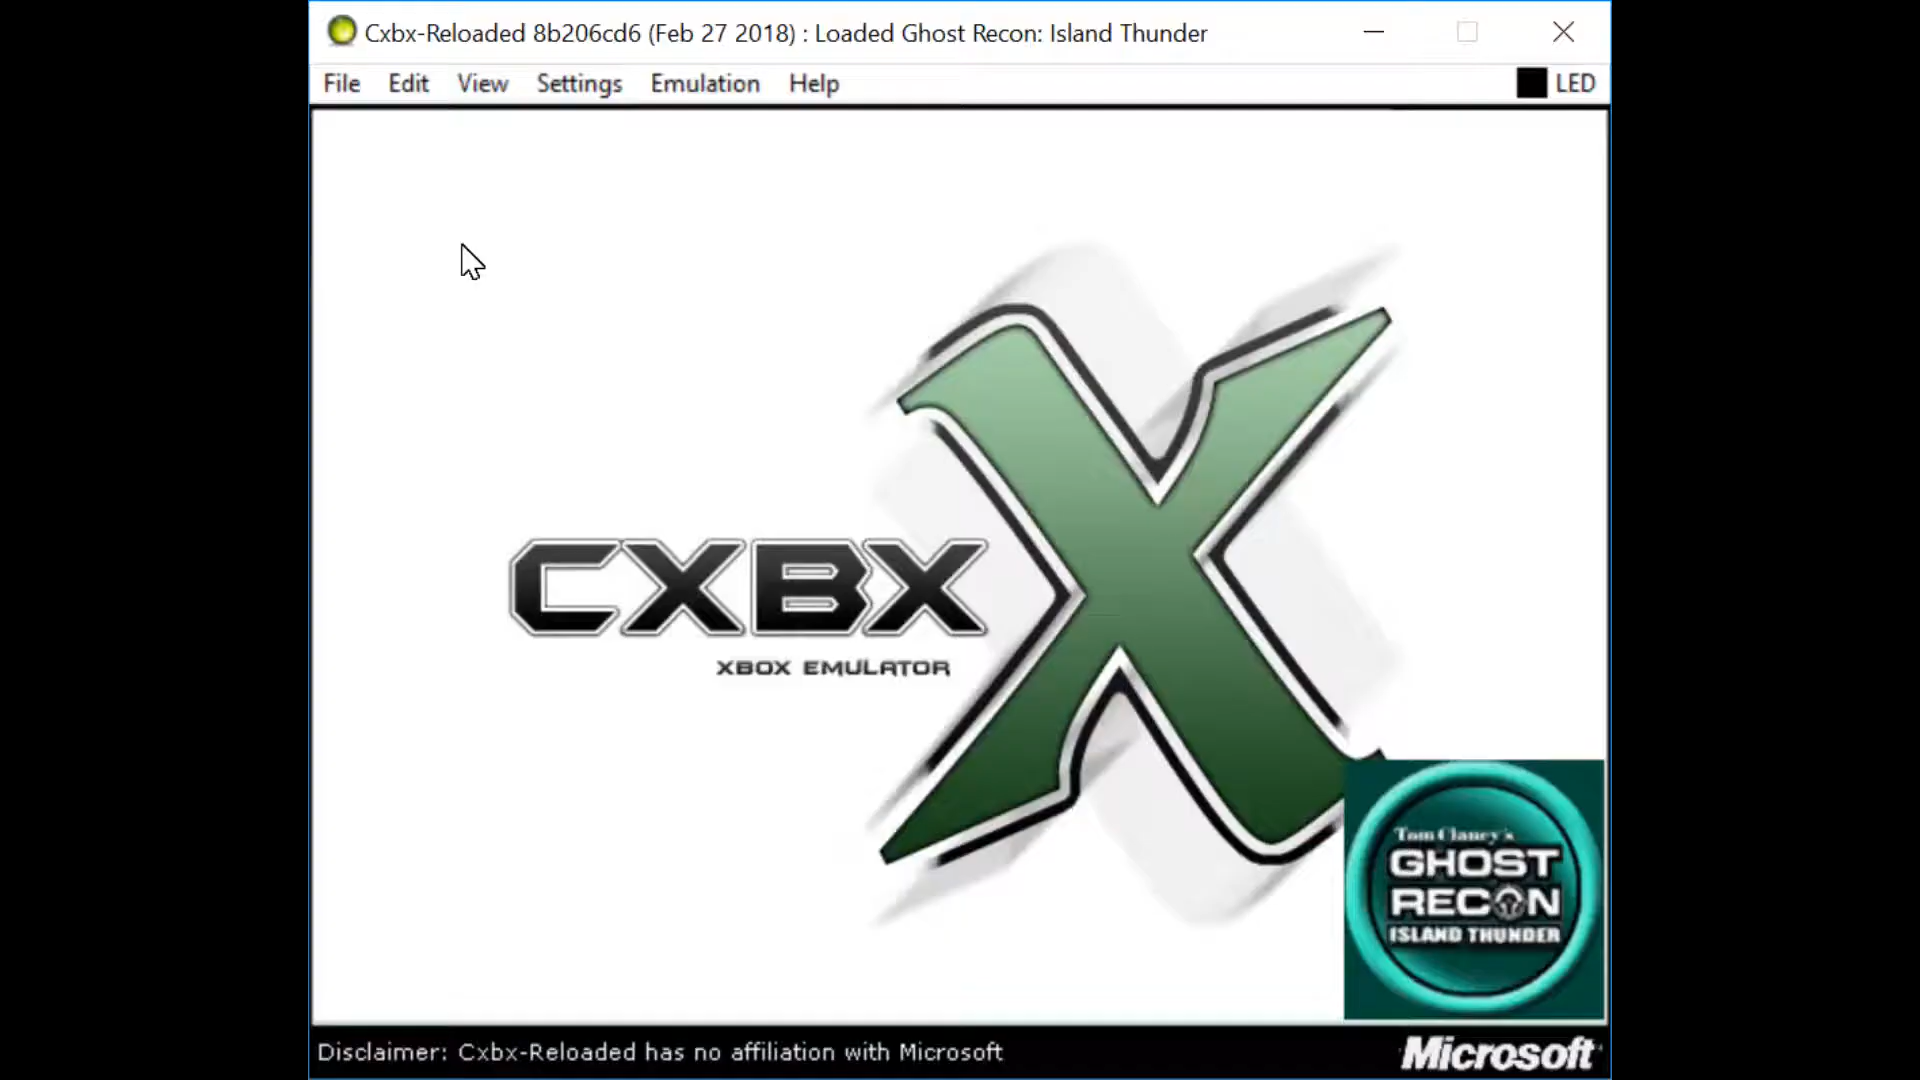 Cxbx-Reloaded 8b206cd6 (Feb 27 2018) : Loaded Ghost Recon: Island Thunder
File Edit View Settings Emulation Help LED
CXBX
XBOX EMULATOR
X
Tom Clancy's
GHOST
RECON
ISLAND THUNDER
Disclaimer: Cxbx-Reloaded has no affiliation with Microsoft
Microsoft